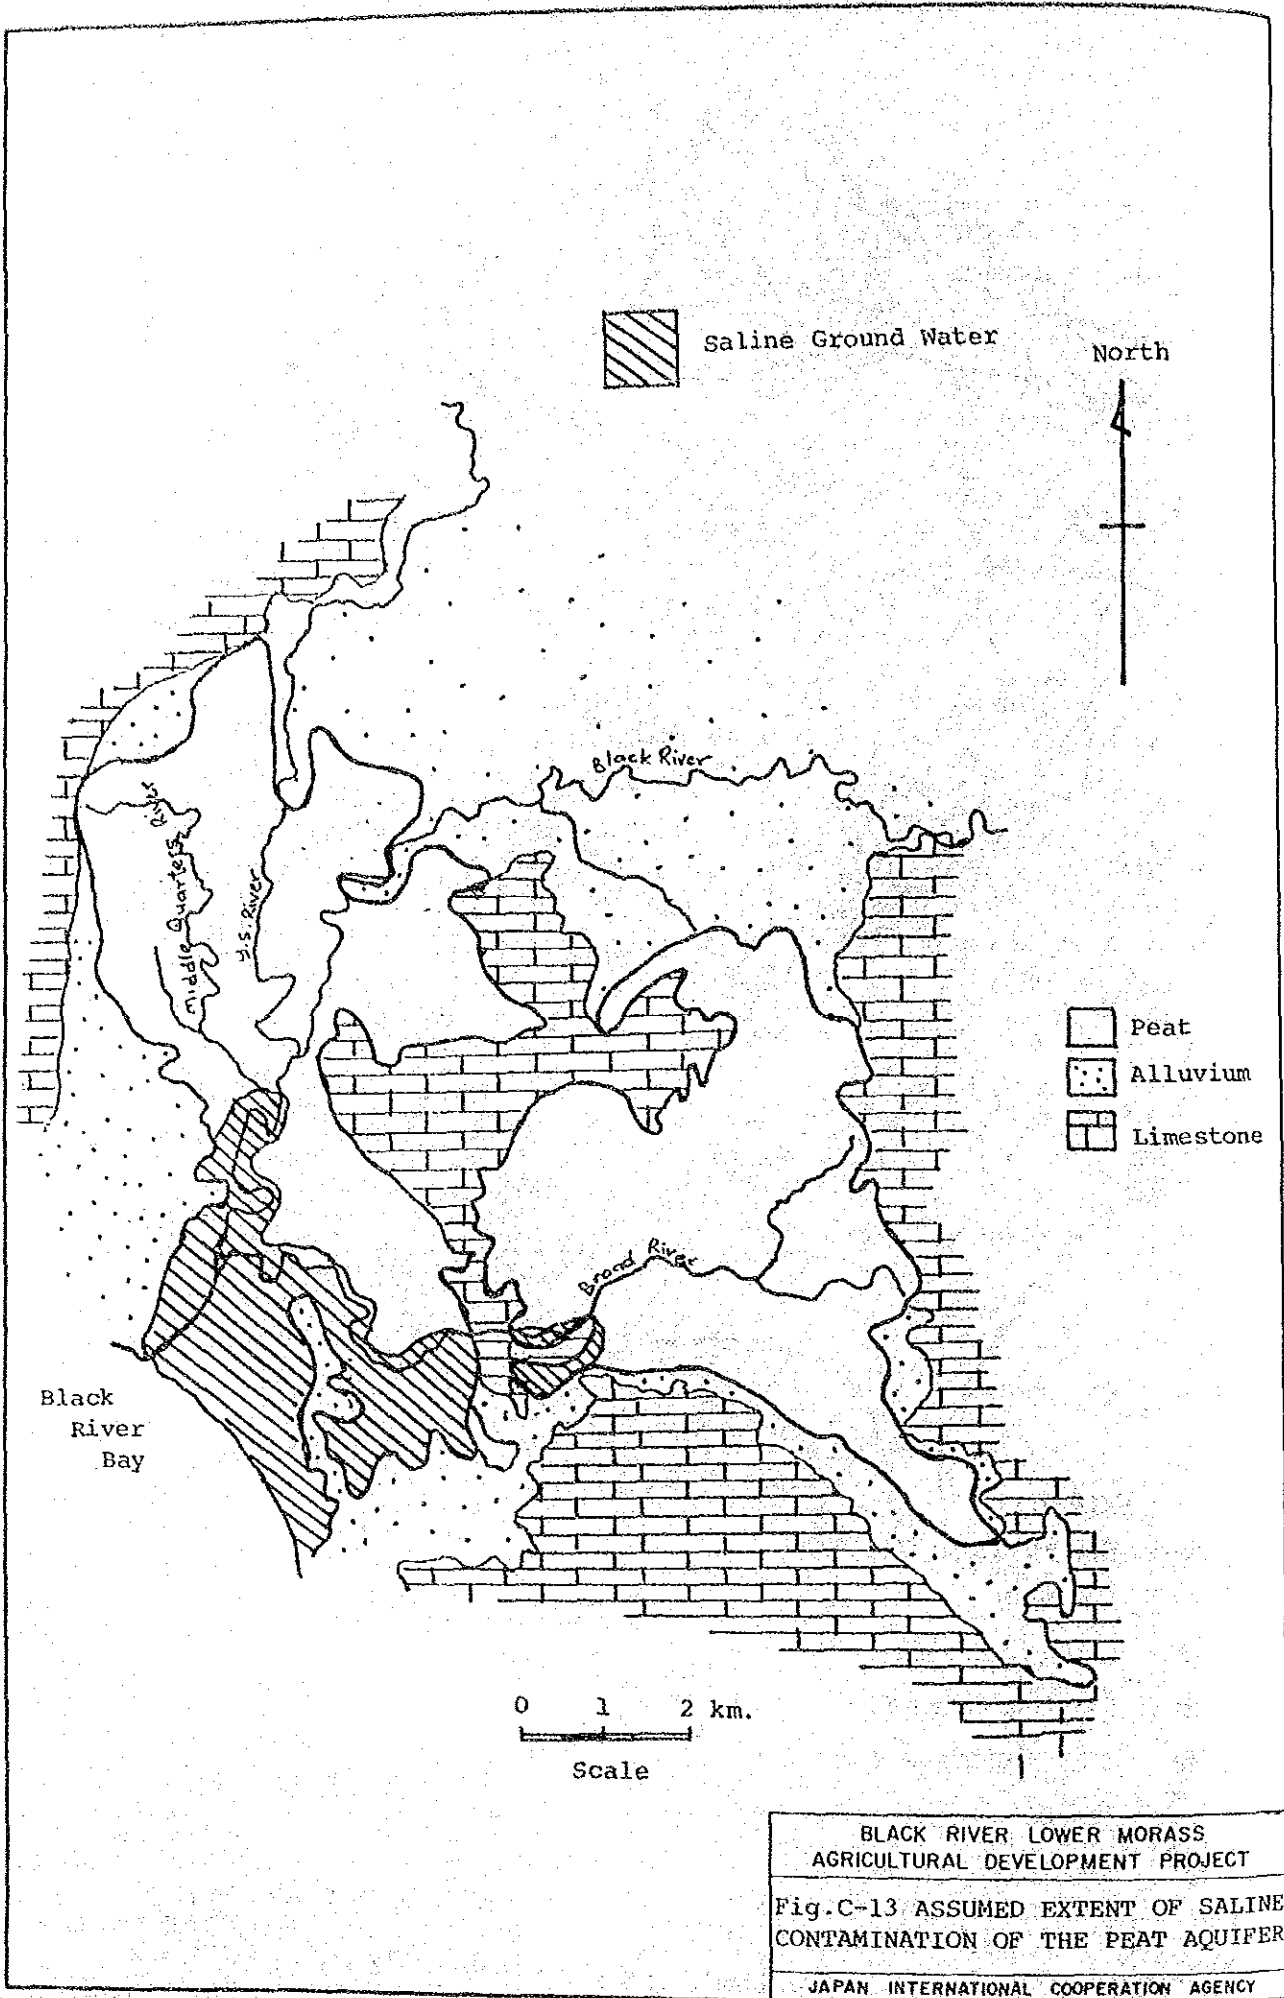 Saline Ground Water
North
Black River
Middle Quarters River
Y.S. River
Peat
Alluvium
Limestone
Broad River
Black
River
Bay
0 1 2 km.
Scale
BLACK RIVER LOWER MORASS
AGRICULTURAL DEVELOPMENT PROJECT
Fig.C-13 ASSUMED EXTENT OF SALINE
CONTAMINATION OF THE PEAT AQUIFER
JAPAN INTERNATIONAL COOPERATION AGENCY